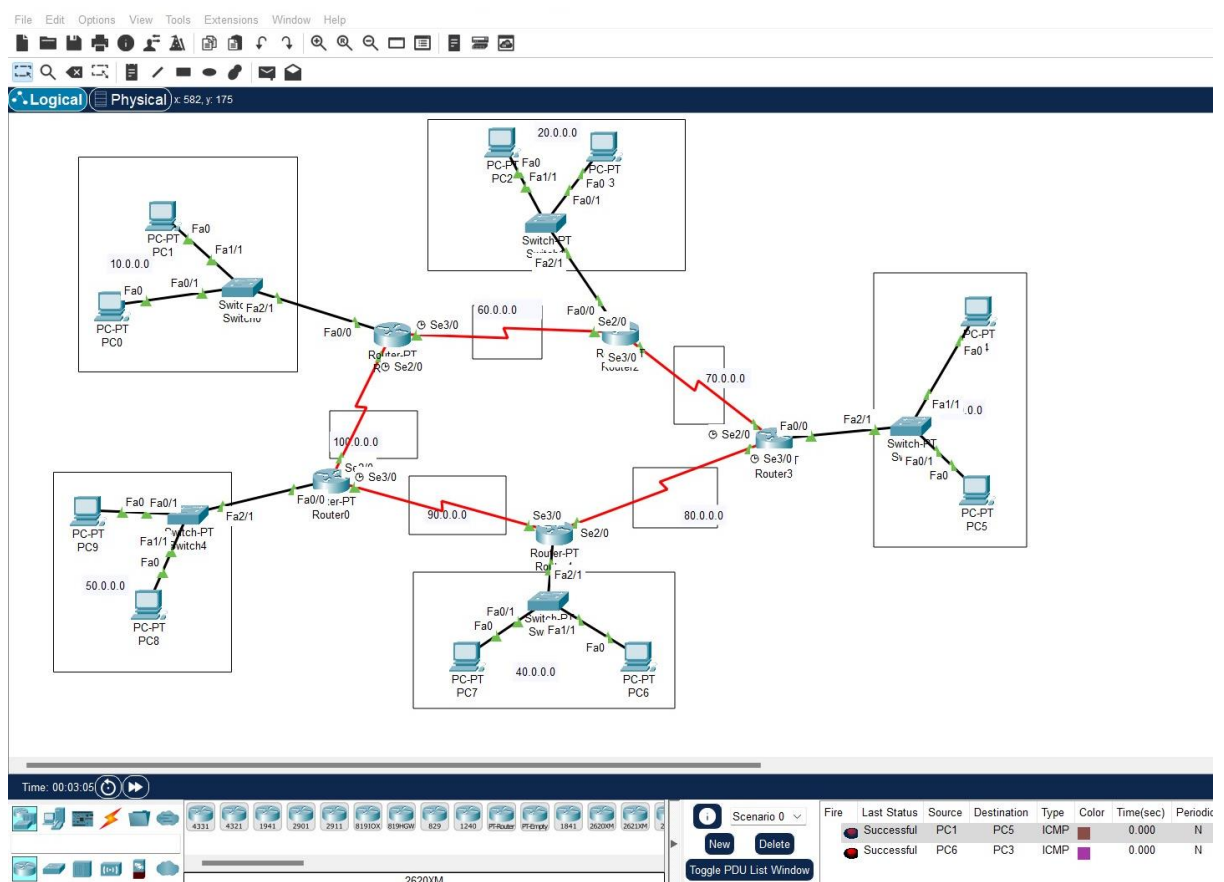 File Edit Options View Tools Extensions Window Help
Logical Physical x: 582, y: 175
20.0.0.0
PC-PT Fa0 PC-PT
PC2 Fa1/1 Fa0 3
Fa0/1
Switch-PT
Fa2/1
PC-PT Fa0
PC1 Fa1/1
10.0.0.0
Fa0 Fa0/1
Fa2/1
Switch0
PC-PT
PC0
Fa0/0 Se3/0
60.0.0.0
Fa0/0 Se2/0
Router-PT
Se2/0
Se3/0
Router2
70.0.0.0
PC-PT
Fa0
Fa1/1
.0.0
Fa2/1
Se2/0 Fa0/0
Switch-PT
Fa0/1
Fa0
Se3/0
Router3
PC-PT
PC5
100.0.0.0
Se3/0
Fa0/0
Router0
Fa0 Fa0/1
Fa2/1
PC-PT
PC9
Switch4
Fa1/1
Fa0
50.0.0.0
PC-PT
PC8
90.0.0.0
Se3/0
Se2/0
80.0.0.0
Router-PT
Fa2/1
Fa0/1
Fa0
Fa1/1
Fa0
PC-PT
PC7
40.0.0.0
PC-PT
PC6
Time: 00:03:05
4331 4321 1941 2901 2911 819IOX 819HGW 829 1240 PT-Router PT-Empty 1841 2620XM 2621XM
2620XM
Scenario 0
New Delete
Toggle PDU List Window
Fire Last Status Source Destination Type Color Time(sec) Periodic
Successful PC1 PC5 ICMP 0.000 N
Successful PC6 PC3 ICMP 0.000 N